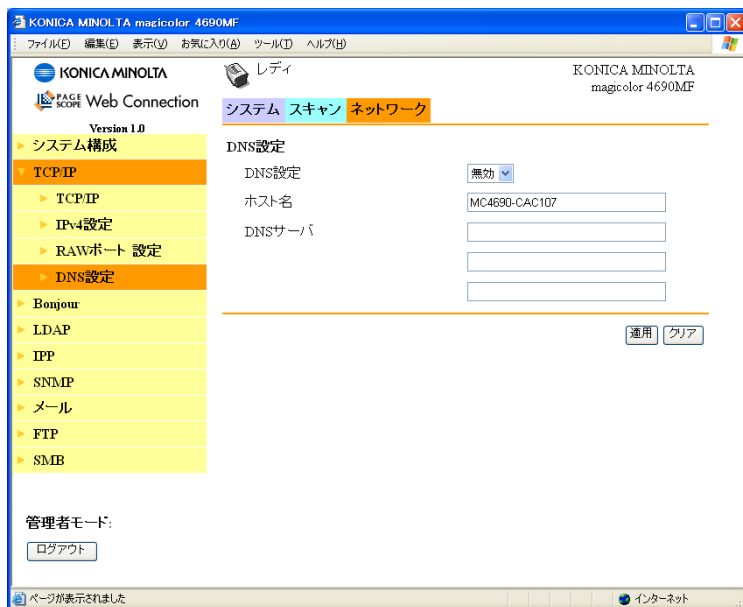 KONICA MINOLTA magicolor 4690MF
ファイル(F) 編集(E) 表示(V) お気に入り(A) ツール(T) ヘルプ(H)
KONICA MINOLTA
PAGE SCOPE Web Connection
Version 1.0
レディ
KONICA MINOLTA
magicolor 4690MF
システム スキャン ネットワーク
システム構成
TCP/IP
TCP/IP
IPv4設定
RAWポート 設定
DNS設定
Bonjour
LDAP
IPP
SNMP
メール
FTP
SMB
管理者モード:
ログアウト
DNS設定
DNS設定 無効
ホスト名 MC4690-CAC107
DNSサーバ
適用 クリア
ページが表示されました インターネット